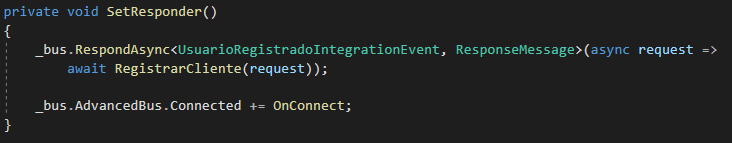 private void SetResponder()
{
_bus.RespondAsync<UsuarioRegistradoIntegrationEvent, ResponseMessage>(async request =>
await RegistrarCliente(request));
_bus.AdvancedBus.Connected += OnConnect;
}